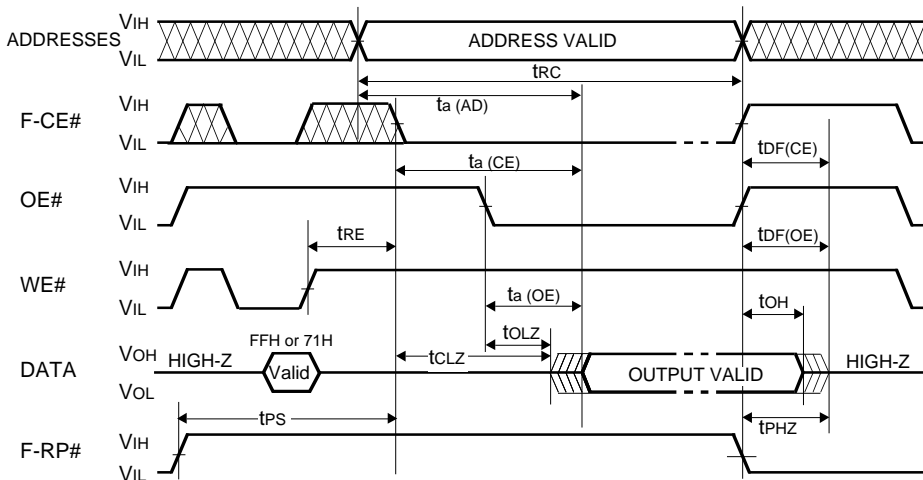 ADDRESSES VIH VIL ADDRESS VALID
tRC
ta (AD)
F-CE# VIH VIL
tDF(CE)
ta (CE)
OE# VIH VIL
tRE
tDF(OE)
WE# VIH VIL
ta (OE)
tOH
tOLZ
DATA VOH VOL HIGH-Z FFH or 71H Valid tCLZ OUTPUT VALID HIGH-Z
tPS
tPHZ
F-RP# VIH VIL